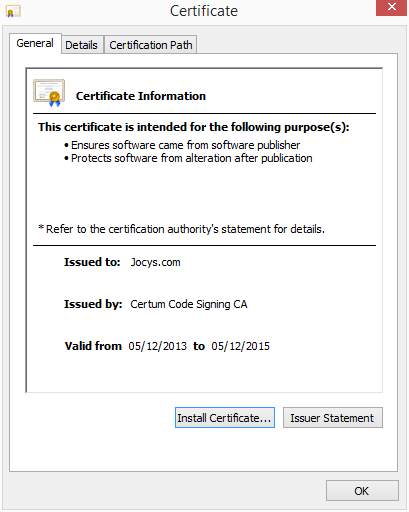 Certificate
General
Details
Certification Path
Certificate Information
This certificate is intended for the following purpose(s):
• Ensures software came from software publisher
• Protects software from alteration after publication
* Refer to the certification authority's statement for details.
Issued to: Jocys.com
Issued by: Certum Code Signing CA
Valid from 05/12/2013 to 05/12/2015
Install Certificate...
Issuer Statement
OK